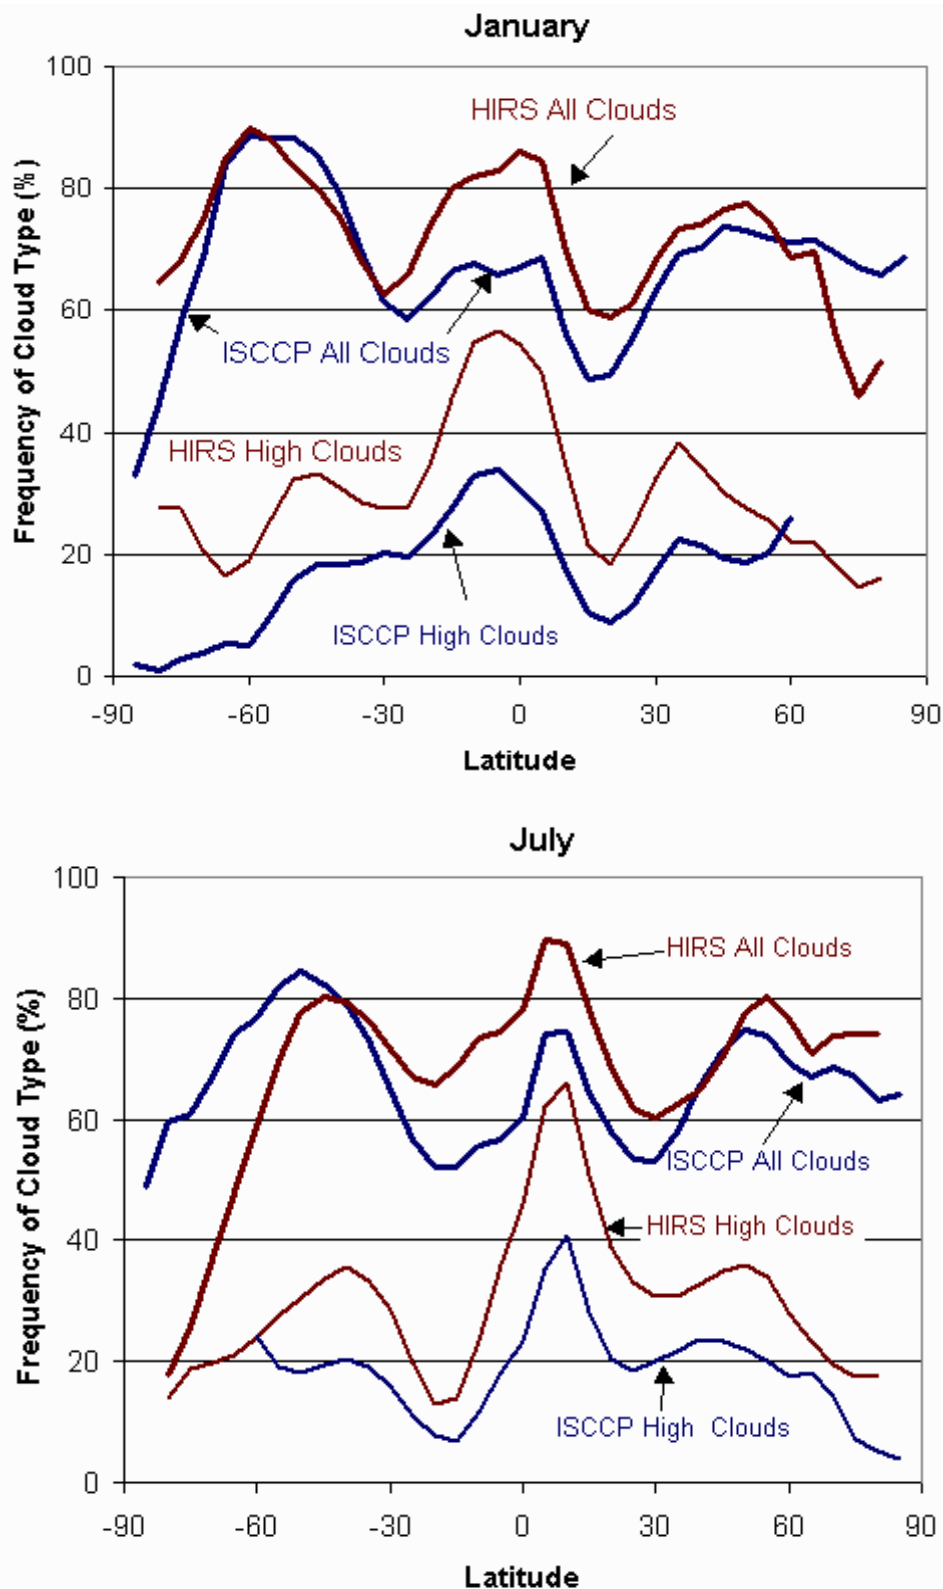 January
100
HIRS All Clouds
80
60
ISCCP All Clouds
40
HIRS High Clouds
20
ISCCP High Clouds
0
-90 -60 -30 0 30 60 90
Latitude
Frequency of Cloud Type (%)
July
100
HIRS All Clouds
80
60
ISCCP All Clouds
HIRS High Clouds
40
20
ISCCP High Clouds
0
-90 -60 -30 0 30 60 90
Latitude
Frequency of Cloud Type (%)